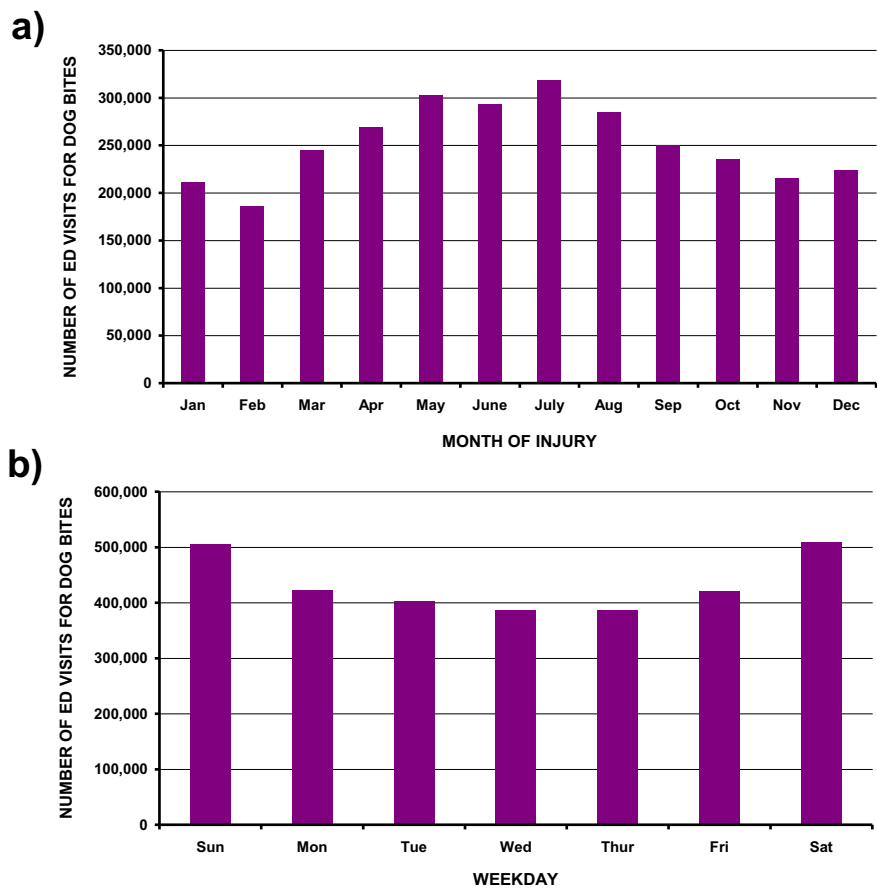 a)
NUMBER OF ED VISITS FOR DOG BITES
350,000
300,000
250,000
200,000
150,000
100,000
50,000
0
Jan Feb Mar Apr May June July Aug Sep Oct Nov Dec
MONTH OF INJURY
b)
NUMBER OF ED VISITS FOR DOG BITES
600,000
500,000
400,000
300,000
200,000
100,000
0
Sun Mon Tue Wed Thur Fri Sat
WEEKDAY